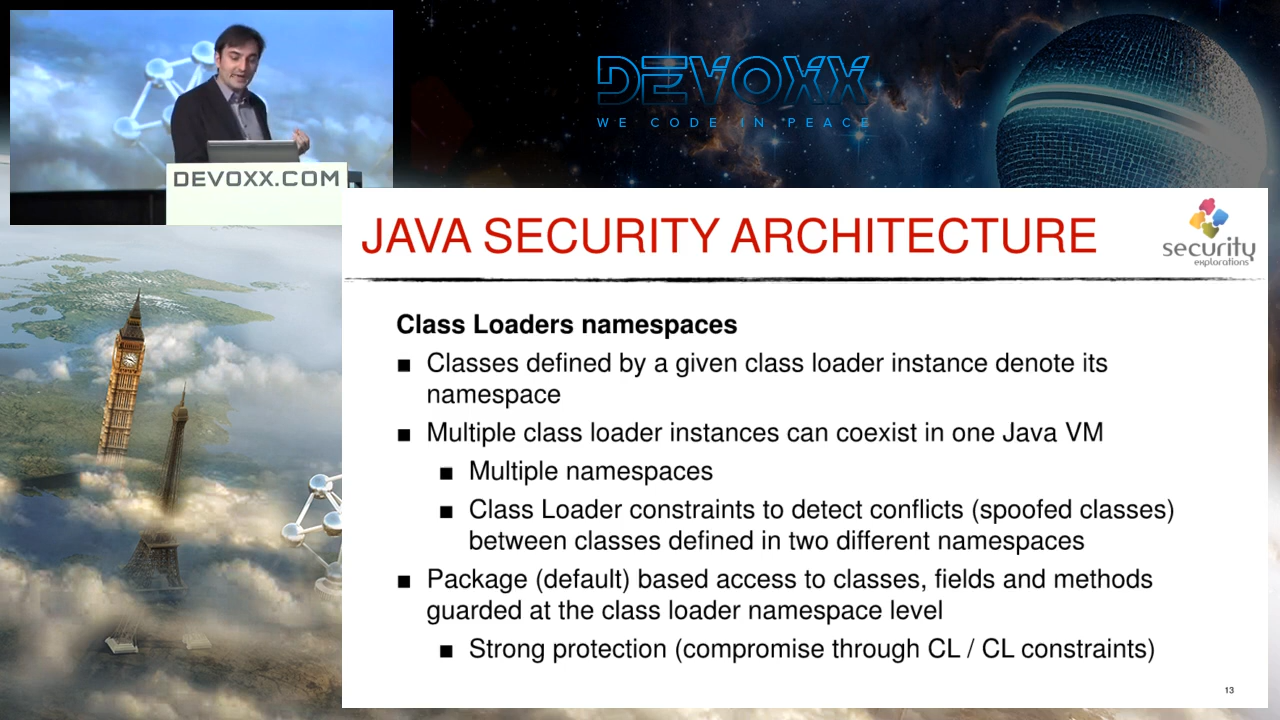 DEVOXX
WE CODE IN PEACE
DEVOXX.COM
JAVA SECURITY ARCHITECTURE
security
explorations
Class Loaders namespaces
■ Classes defined by a given class loader instance denote its
namespace
■ Multiple class loader instances can coexist in one Java VM
■ Multiple namespaces
■ Class Loader constraints to detect conflicts (spoofed classes)
between classes defined in two different namespaces
■ Package (default) based access to classes, fields and methods
guarded at the class loader namespace level
■ Strong protection (compromise through CL / CL constraints)
13